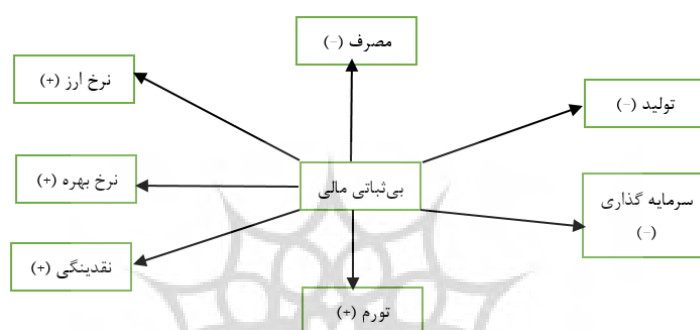 مصرف (-)
نرخ ارز (+)
تولید (-)
نرخ بهره (+)
بی‌ثباتی مالی
سرمایه گذاری
(-)
نقدینگی (+)
تورم (+)